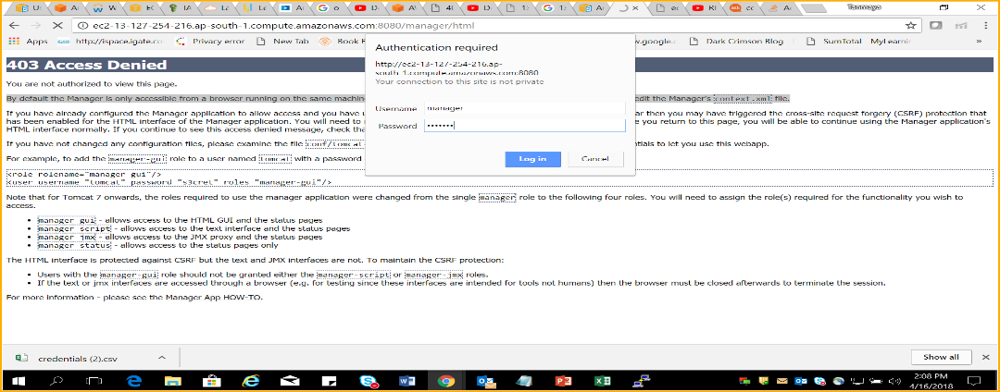 Tanmaya
ec2-13-127-254-216.ap-south-1.compute.amazonaws.com:8080/manager/html
Apps http://ispace.igate.co Privacy error New Tab Book F w.google.c Dark Crimson Blog SumTotal MyLearni »
Authentication required
http://ec2-13-127-254-216.ap-
south-1.compute.amazonaws.com:8080
Your connection to this site is not private
Username manager
Password •••••••
Log in Cancel
403 Access Denied
You are not authorized to view this page.
By default the Manager is only accessible from a browser running on the same machin edit the Manager's context.xml file.
If you have already configured the Manager application to allow access and you have u ar then you may have triggered the cross-site request forgery (CSRF) protection that
has been enabled for the HTML interface of the Manager application. You will need to e you return to this page, you will be able to continue using the Manager application's
HTML interface normally. If you continue to see this access denied message, check tha
If you have not changed any configuration files, please examine the file conf/tomcat tials to let you use this webapp.
For example, to add the manager-gui role to a user named tomcat with a password
<role rolename="manager-gui"/>
<user username="tomcat" password="s3cret" roles="manager-gui"/>
Note that for Tomcat 7 onwards, the roles required to use the manager application were changed from the single manager role to the following four roles. You will need to assign the role(s) required for the functionality you wish to
access.
• manager-gui - allows access to the HTML GUI and the status pages
• manager-script - allows access to the text interface and the status pages
• manager-jmx - allows access to the JMX proxy and the status pages
• manager-status - allows access to the status pages only
The HTML interface is protected against CSRF but the text and JMX interfaces are not. To maintain the CSRF protection:
• Users with the manager-gui role should not be granted either the manager-script or manager-jmx roles.
• If the text or jmx interfaces are accessed through a browser (e.g. for testing since these interfaces are intended for tools not humans) then the browser must be closed afterwards to terminate the session.
For more information - please see the Manager App HOW-TO.
credentials (2).csv Show all
2:08 PM
4/16/2018